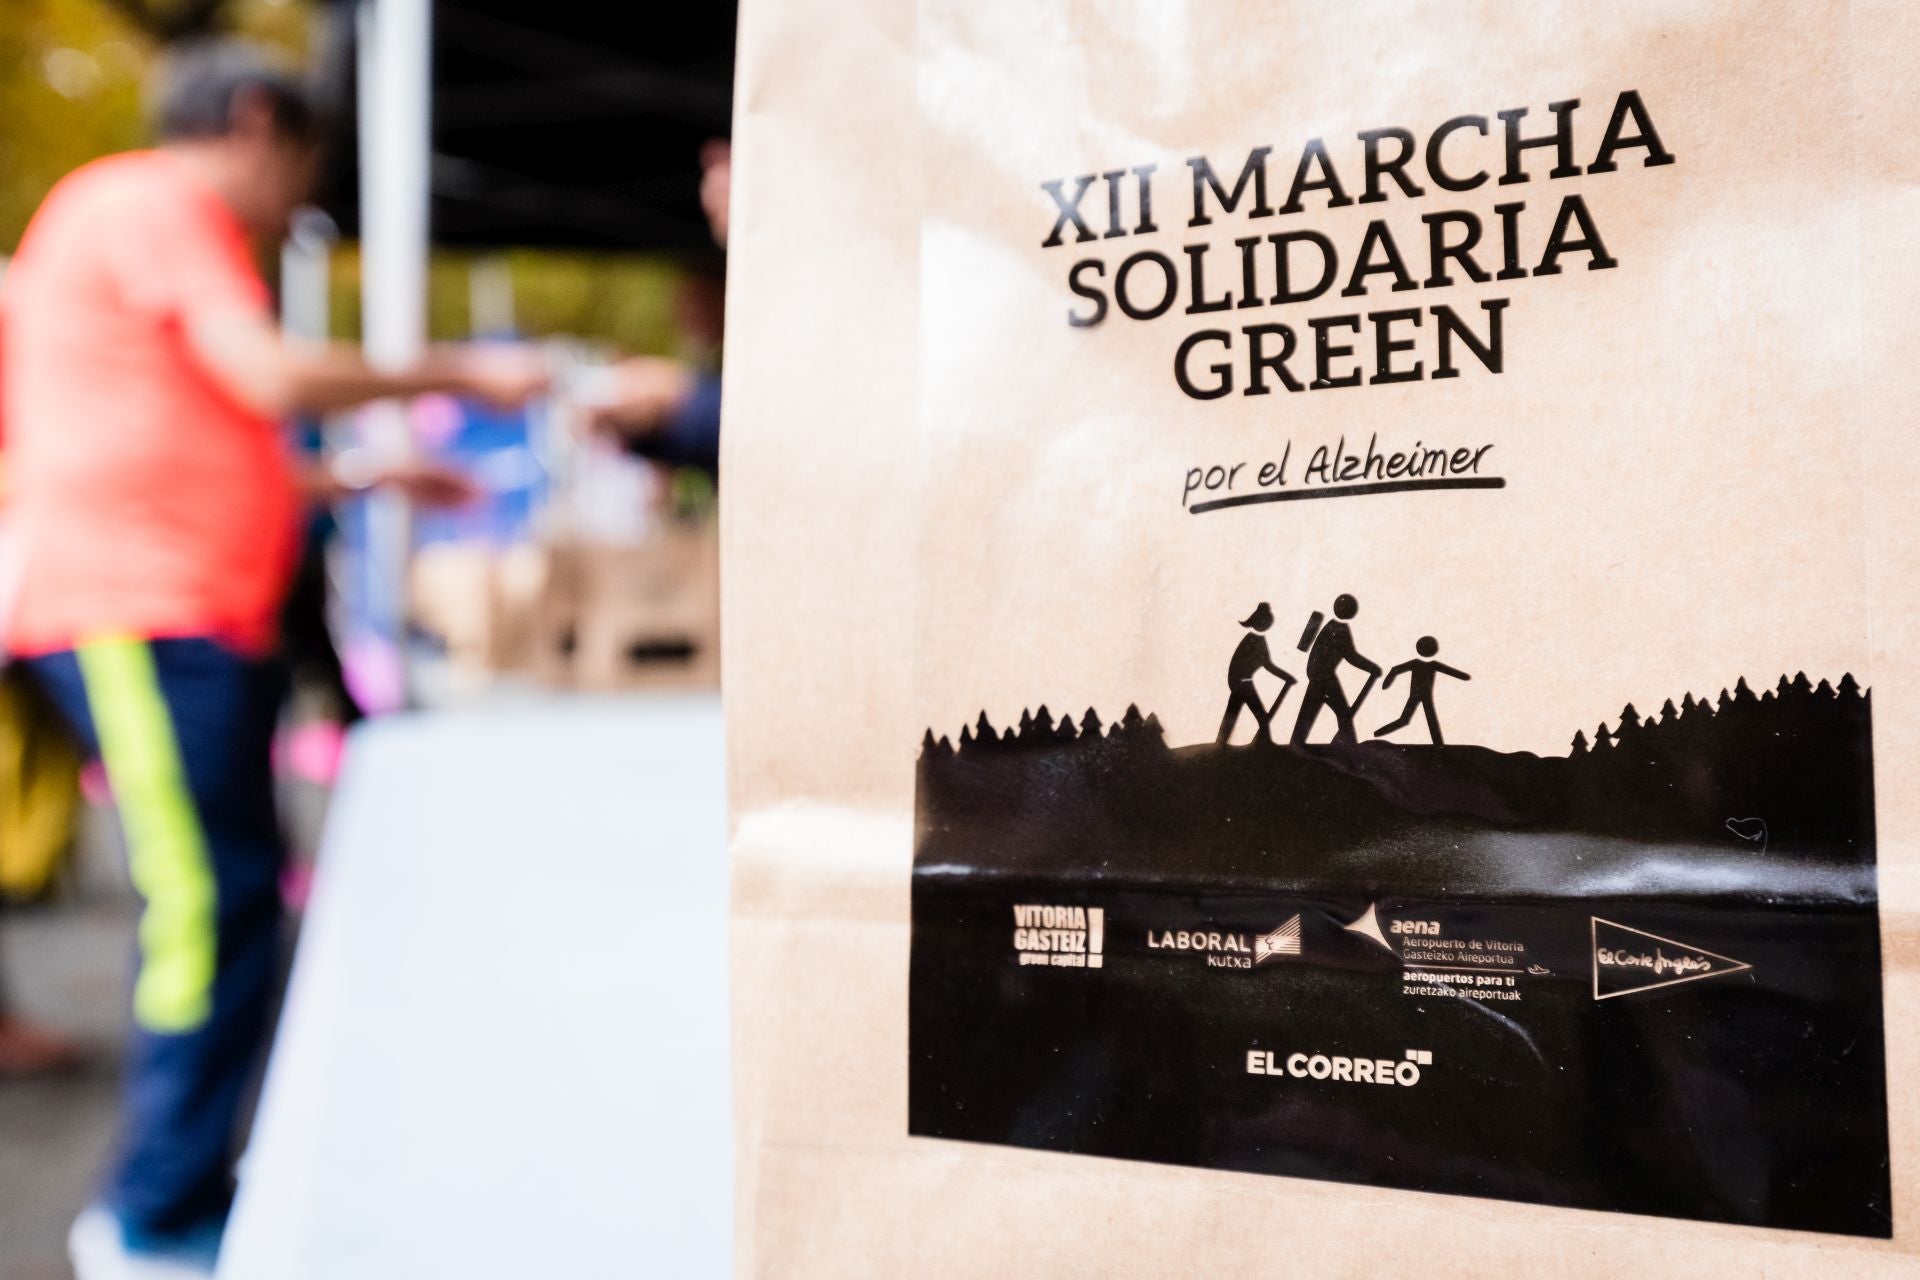 XII MARCHA
SOLIDARIA
GREEN
por el Alzheimer
VITORIA
GASTEIZ
green capital
LABORAL
kutxa
aena
Aeropuerto de Vitoria
Gasteizko Aireportua
aeropuertos para ti
zuretzako aireportuak
El Corte Inglés
EL CORREO